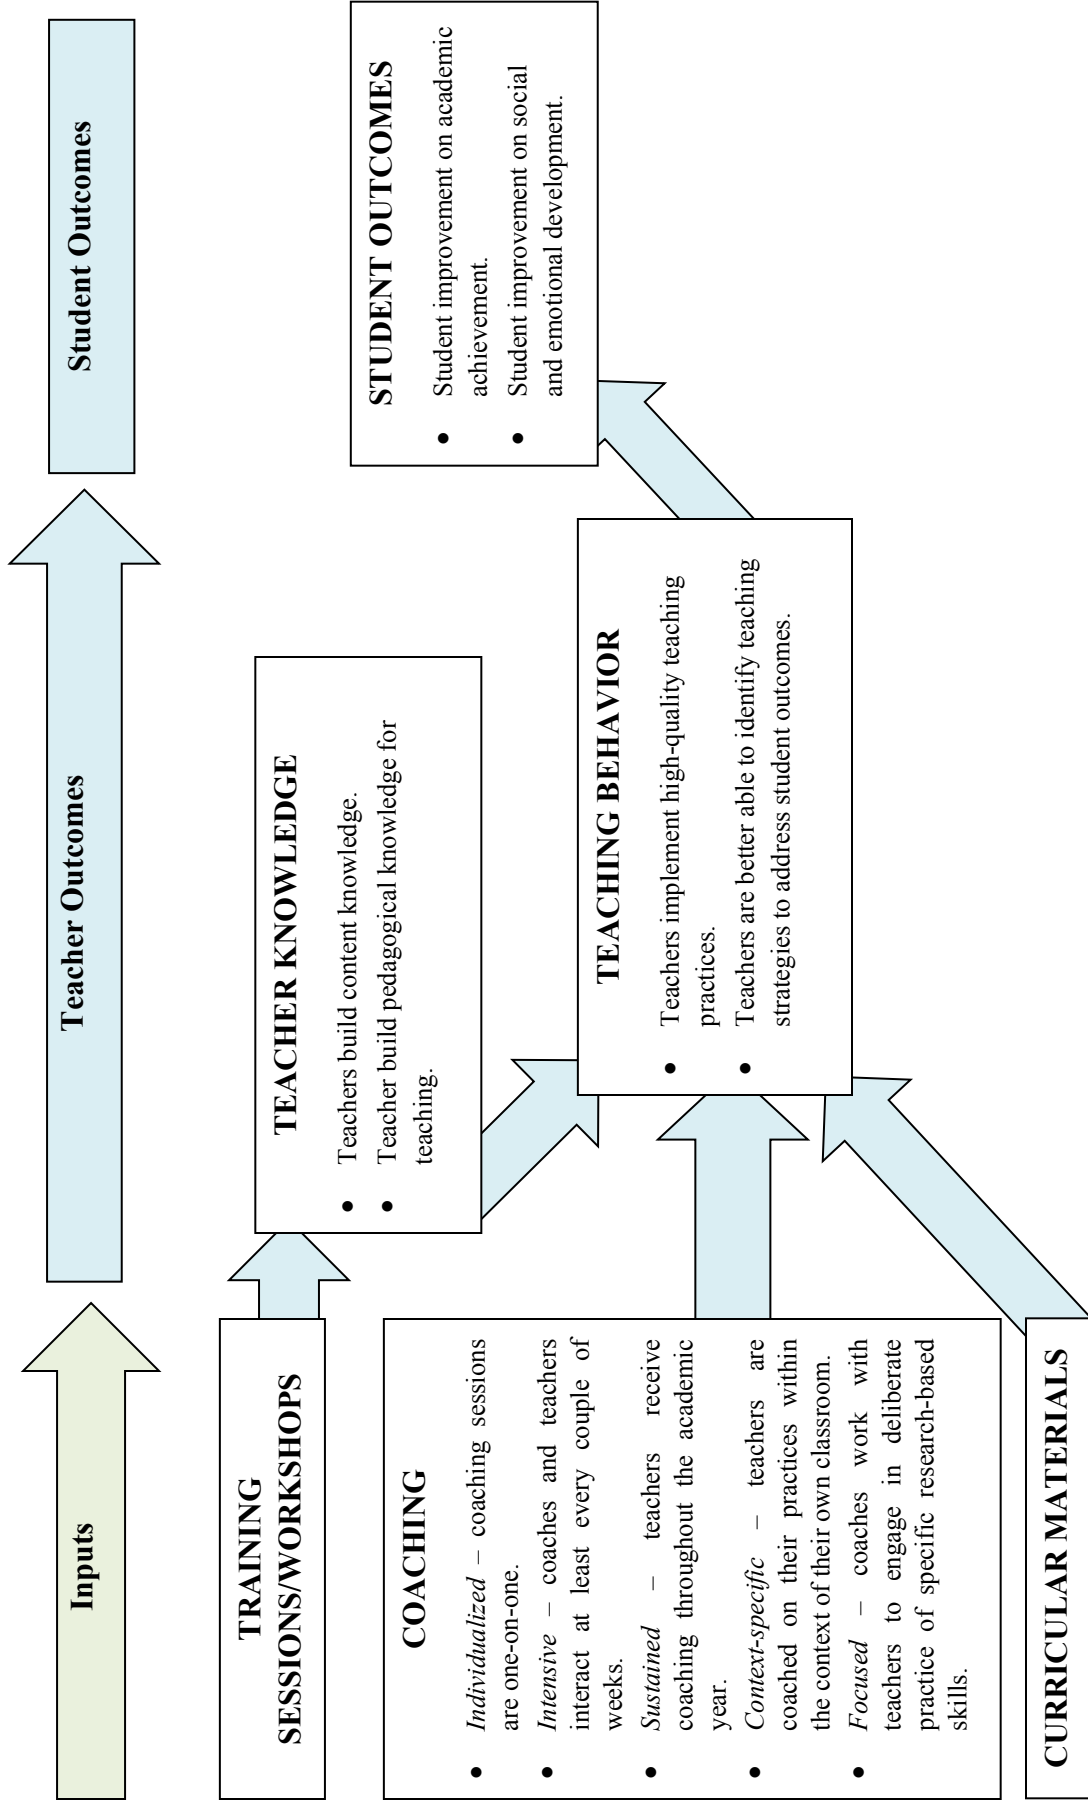 Inputs
Teacher Outcomes
Student Outcomes
TRAINING
SESSIONS/WORKSHOPS
COACHING
• Individualized – coaching sessions
are one-on-one.
• Intensive – coaches and teachers
interact at least every couple of
weeks.
• Sustained – teachers receive
coaching throughout the academic
year.
• Context-specific – teachers are
coached on their practices within
the context of their own classroom.
• Focused – coaches work with
teachers to engage in deliberate
practice of specific research-based
skills.
CURRICULAR MATERIALS
TEACHER KNOWLEDGE
• Teachers build content knowledge.
• Teacher build pedagogical knowledge for
teaching.
TEACHING BEHAVIOR
• Teachers implement high-quality teaching
practices.
• Teachers are better able to identify teaching
strategies to address student outcomes.
STUDENT OUTCOMES
• Student improvement on academic
achievement.
• Student improvement on social
and emotional development.